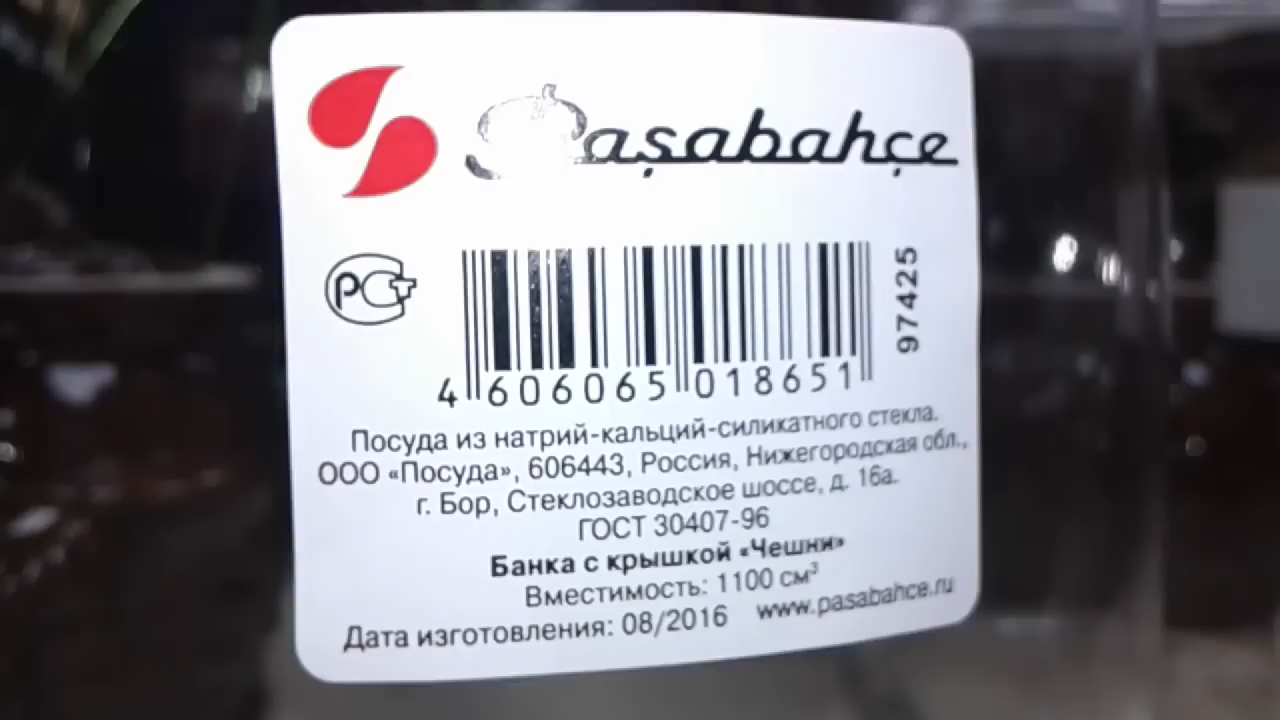 Paşabahçe
РСТ
97425
4 606065 018651
Посуда из натрий-кальций-силикатного стекла.
ООО «Посуда», 606443, Россия, Нижегородская обл.,
г. Бор, Стеклозаводское шоссе, д. 16а.
ГОСТ 30407-96
Банка с крышкой «Чешни»
Вместимость: 1100 см³
Дата изготовления: 08/2016 www.pasabahce.ru